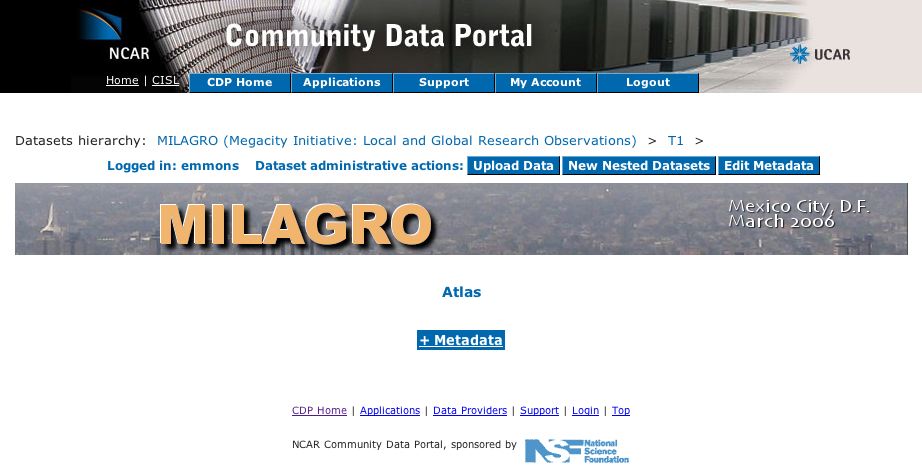 Community Data Portal
NCAR
UCAR
Home | CISL
CDP Home Applications Support My Account Logout
Datasets hierarchy: MILAGRO (Megacity Initiative: Local and Global Research Observations) > T1 >
Logged in: emmons Dataset administrative actions: Upload Data New Nested Datasets Edit Metadata
MILAGRO
Mexico City, D.F.
March 2006
Atlas
+ Metadata
CDP Home | Applications | Data Providers | Support | Login | Top
NCAR Community Data Portal, sponsored by NSF National
Science
Foundation